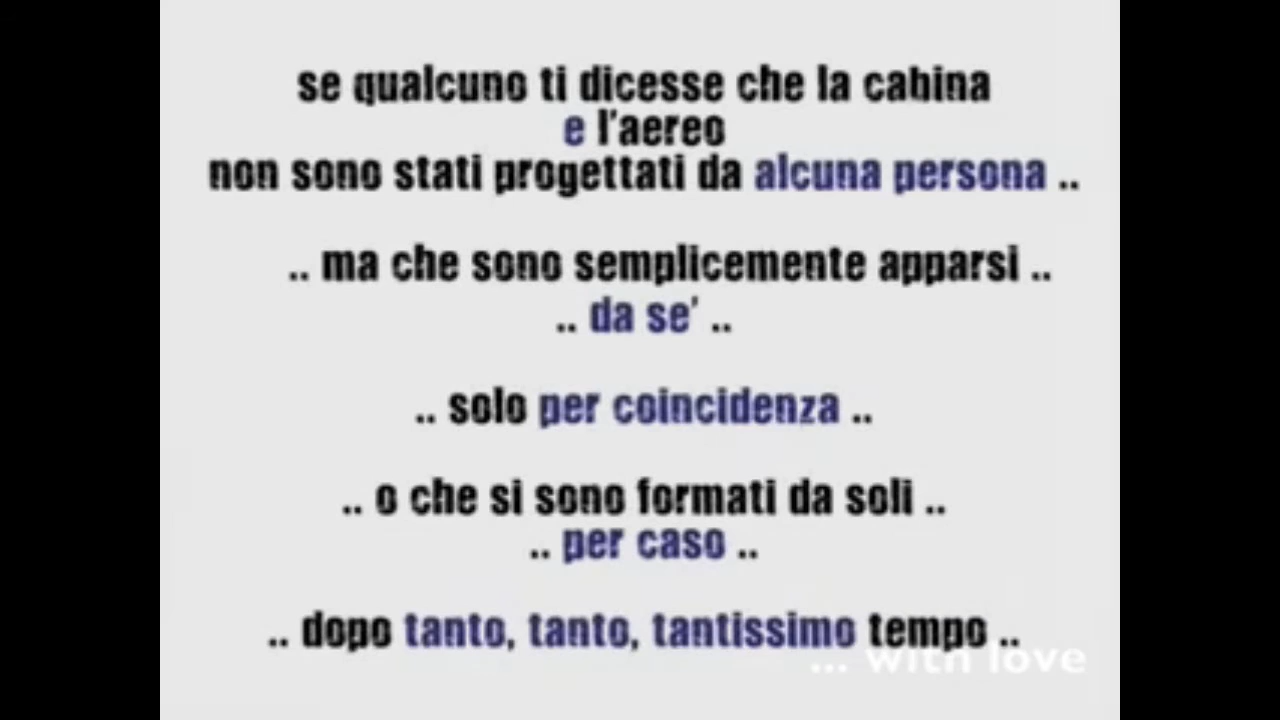 se qualcuno ti dicesse che la cabina
e l'aereo
non sono stati progettati da alcuna persona ..
.. ma che sono semplicemente apparsi ..
.. da se' ..
.. solo per coincidenza ..
.. o che si sono formati da soli ..
.. per caso ..
.. dopo tanto, tanto, tantissimo tempo ..
... with love